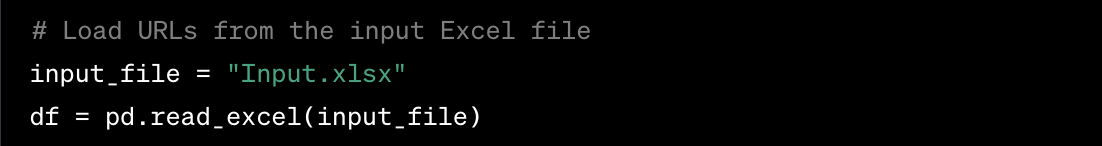 # Load URLs from the input Excel file
input_file = "Input.xlsx"
df = pd.read_excel(input_file)